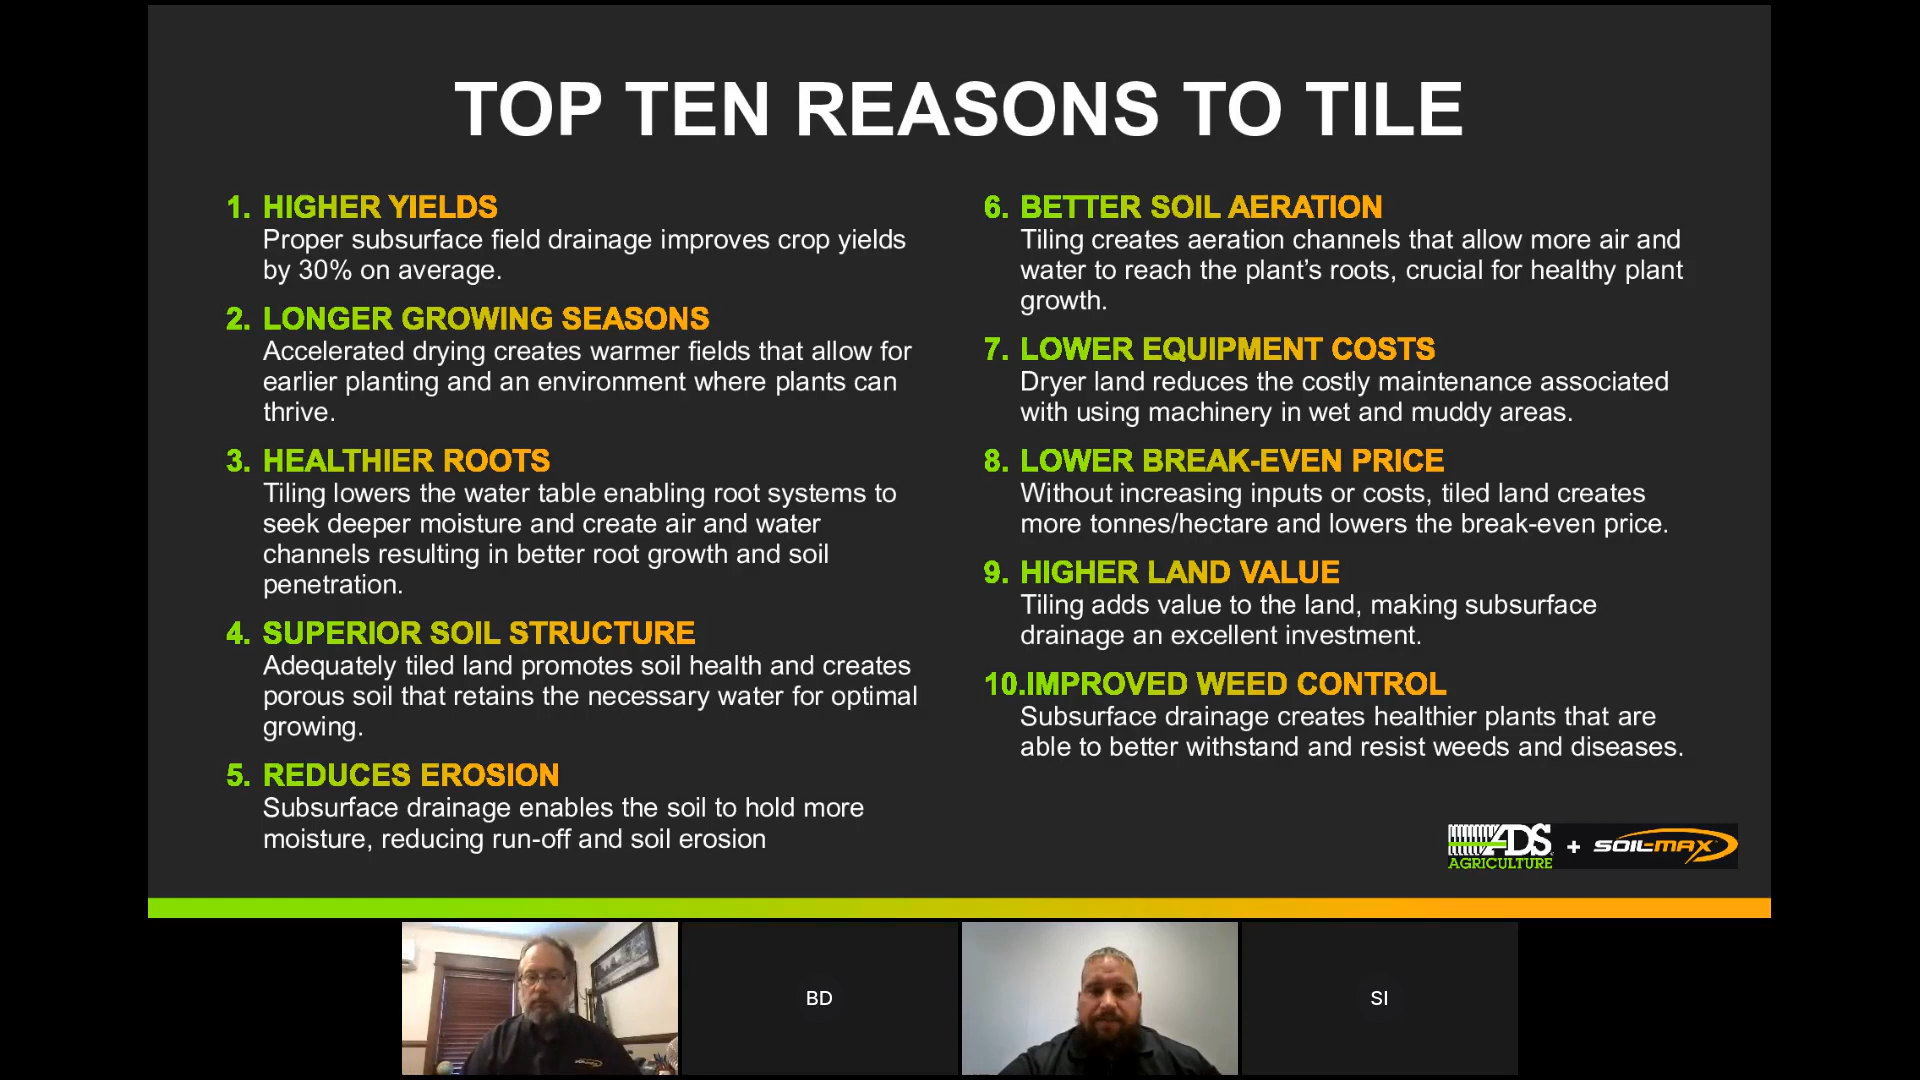 TOP TEN REASONS TO TILE
1. HIGHER YIELDS
Proper subsurface field drainage improves crop yields
by 30% on average.
2. LONGER GROWING SEASONS
Accelerated drying creates warmer fields that allow for
earlier planting and an environment where plants can
thrive.
3. HEALTHIER ROOTS
Tiling lowers the water table enabling root systems to
seek deeper moisture and create air and water
channels resulting in better root growth and soil
penetration.
4. SUPERIOR SOIL STRUCTURE
Adequately tiled land promotes soil health and creates
porous soil that retains the necessary water for optimal
growing.
5. REDUCES EROSION
Subsurface drainage enables the soil to hold more
moisture, reducing run-off and soil erosion
6. BETTER SOIL AERATION
Tiling creates aeration channels that allow more air and
water to reach the plant’s roots, crucial for healthy plant
growth.
7. LOWER EQUIPMENT COSTS
Dryer land reduces the costly maintenance associated
with using machinery in wet and muddy areas.
8. LOWER BREAK-EVEN PRICE
Without increasing inputs or costs, tiled land creates
more tonnes/hectare and lowers the break-even price.
9. HIGHER LAND VALUE
Tiling adds value to the land, making subsurface
drainage an excellent investment.
10.IMPROVED WEED CONTROL
Subsurface drainage creates healthier plants that are
able to better withstand and resist weeds and diseases.
ADS
AGRICULTURE
+ SOIL-MAX
BD
SI